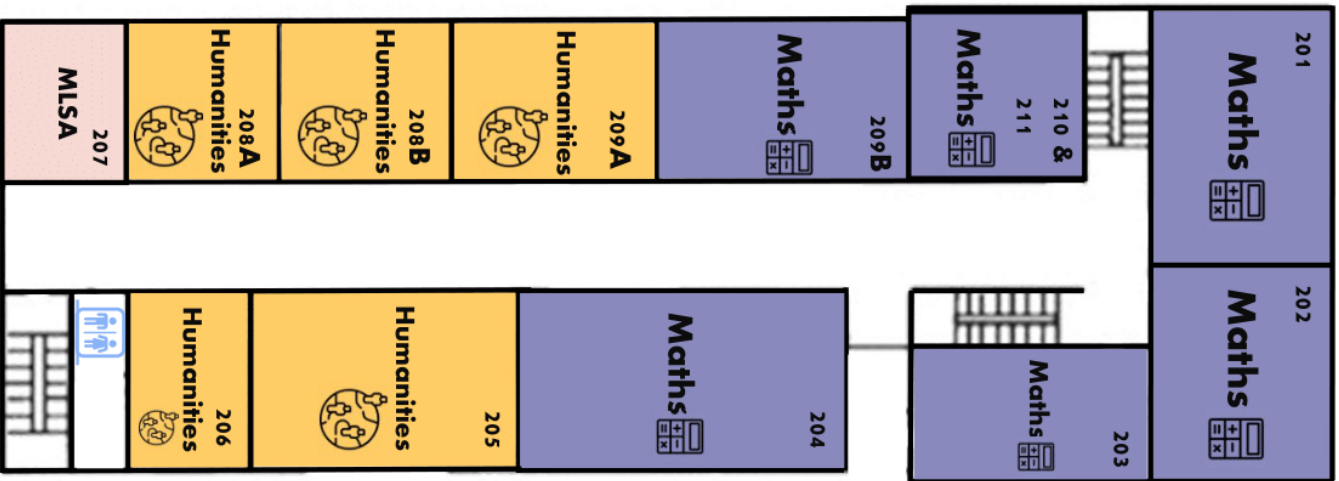 207
MLSA
208A
Humanities
208B
Humanities
209A
Humanities
209B
Maths
210 &
211
Maths
201
Maths
202
Maths
203
Maths
204
Maths
205
Humanities
206
Humanities